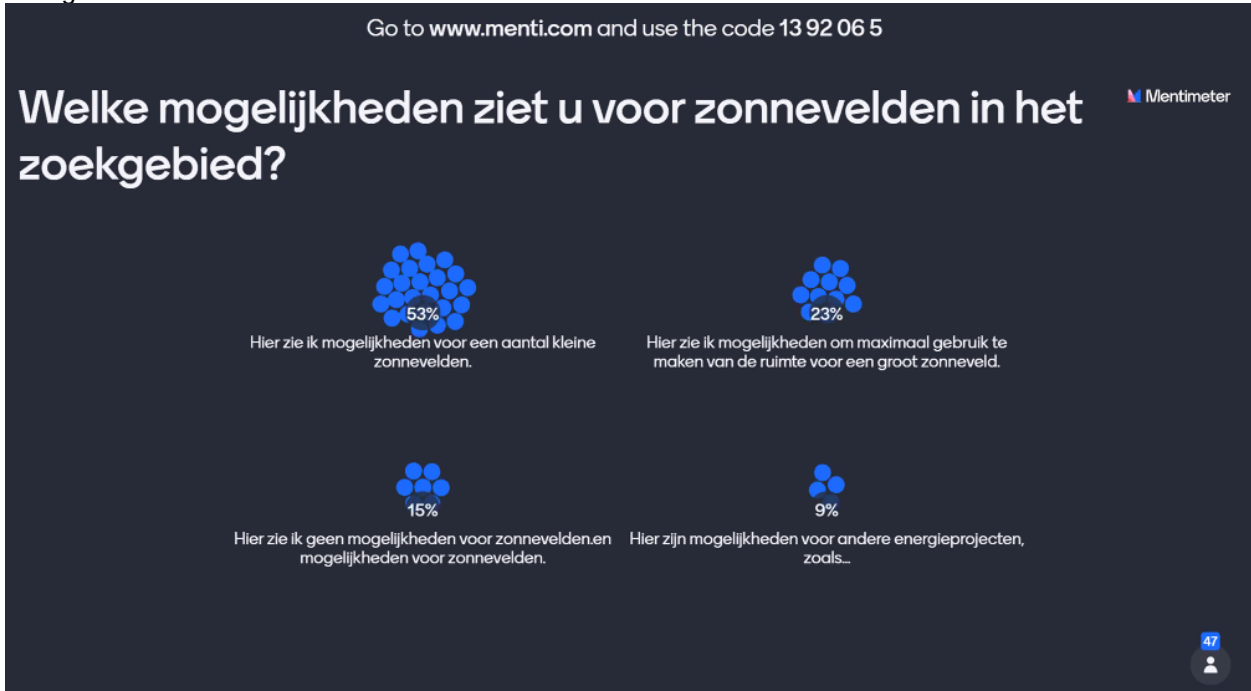 Go to www.menti.com and use the code 13 92 06 5
Mentimeter
Welke mogelijkheden ziet u voor zonnevelden in het
zoekgebied?
53%
Hier zie ik mogelijkheden voor een aantal kleine
zonnevelden.
23%
Hier zie ik mogelijkheden om maximaal gebruik te
maken van de ruimte voor een groot zonneveld.
15%
Hier zie ik geen mogelijkheden voor zonnevelden.en
mogelijkheden voor zonnevelden.
9%
Hier zijn mogelijkheden voor andere energieprojecten,
zoals...
47